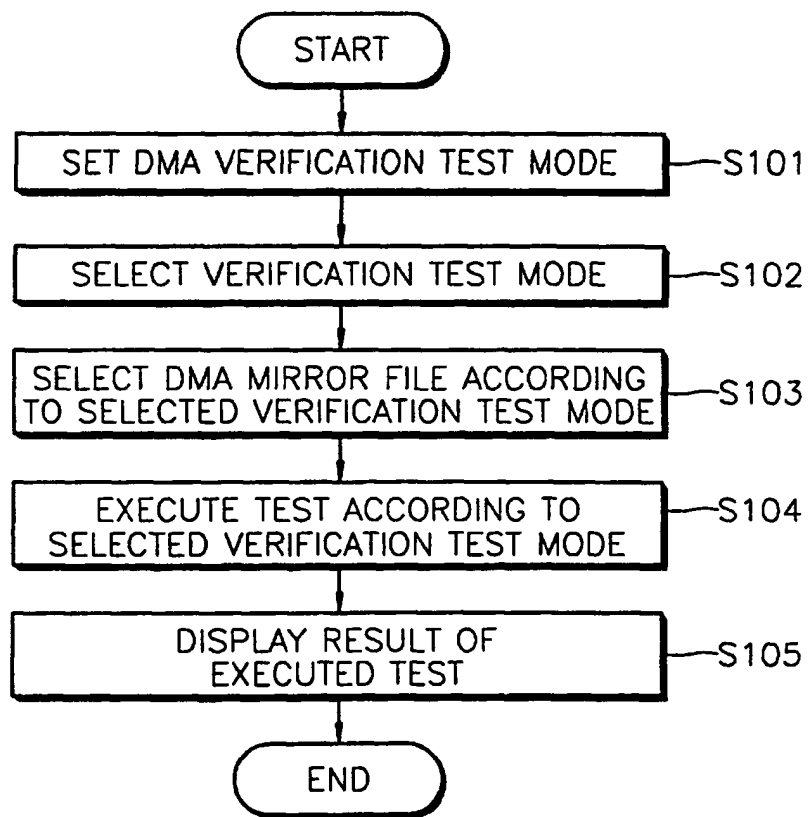 START
SET DMA VERIFICATION TEST MODE
S101
SELECT VERIFICATION TEST MODE
S102
SELECT DMA MIRROR FILE ACCORDING
TO SELECTED VERIFICATION TEST MODE
S103
EXECUTE TEST ACCORDING TO
SELECTED VERIFICATION TEST MODE
S104
DISPLAY RESULT OF
EXECUTED TEST
S105
END